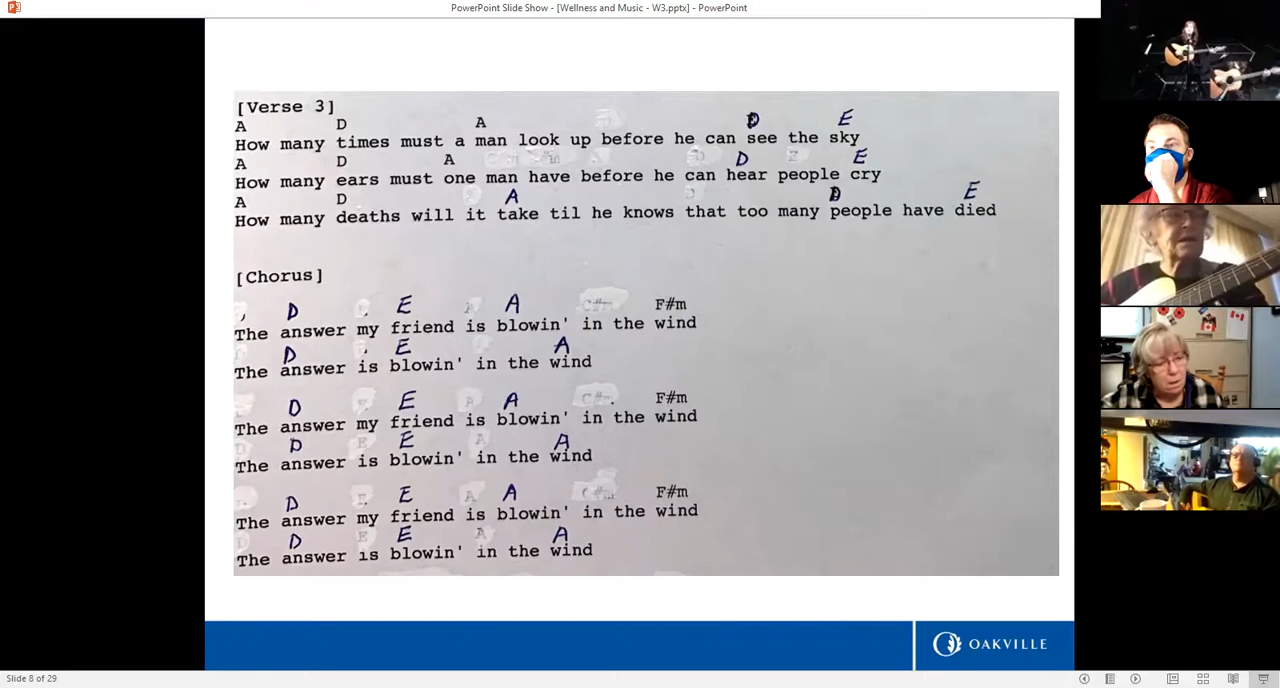 PowerPoint Slide Show - [Wellness and Music - W3.pptx] - PowerPoint
[Verse 3]
A D A D E
How many times must a man look up before he can see the sky
A D A D E
How many ears must one man have before he can hear people cry
A D A D E
How many deaths will it take til he knows that too many people have died
[Chorus]
D E A F#m
The answer my friend is blowin' in the wind
D E A
The answer is blowin' in the wind
D E A F#m
The answer my friend is blowin' in the wind
D E A
The answer is blowin' in the wind
D E A F#m
The answer my friend is blowin' in the wind
D E A
The answer is blowin' in the wind
OAKVILLE
Slide 8 of 29